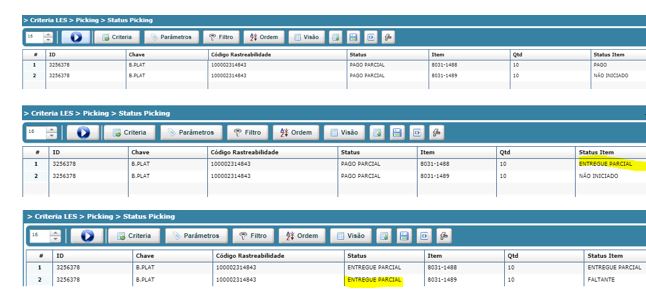 > Criteria LES > Picking > Status Picking
16 Criteria Parâmetros Filtro Ordem Visão
# ID Chave Código Rastreabilidade Status Item Qtd Status Item
1 3256378 B.PLAT 100002314843 PAGO PARCIAL 8031-1488 10 PAGO
2 3256378 B.PLAT 100002314843 PAGO PARCIAL 8031-1489 10 NÃO INICIADO
> Criteria LES > Picking > Status Picking
16 Criteria Parâmetros Filtro Ordem Visão
# ID Chave Código Rastreabilidade Status Item Qtd Status Item
1 3256378 B.PLAT 100002314843 PAGO PARCIAL 8031-1488 10 ENTREGUE PARCIAL
2 3256378 B.PLAT 100002314843 PAGO PARCIAL 8031-1489 10 NÃO INICIADO
> Criteria LES > Picking > Status Picking
16 Criteria Parâmetros Filtro Ordem Visão
# ID Chave Código Rastreabilidade Status Item Qtd Status Item
1 3256378 B.PLAT 100002314843 ENTREGUE PARCIAL 8031-1488 10 ENTREGUE PARCIAL
2 3256378 B.PLAT 100002314843 ENTREGUE PARCIAL 8031-1489 10 FALTANTE